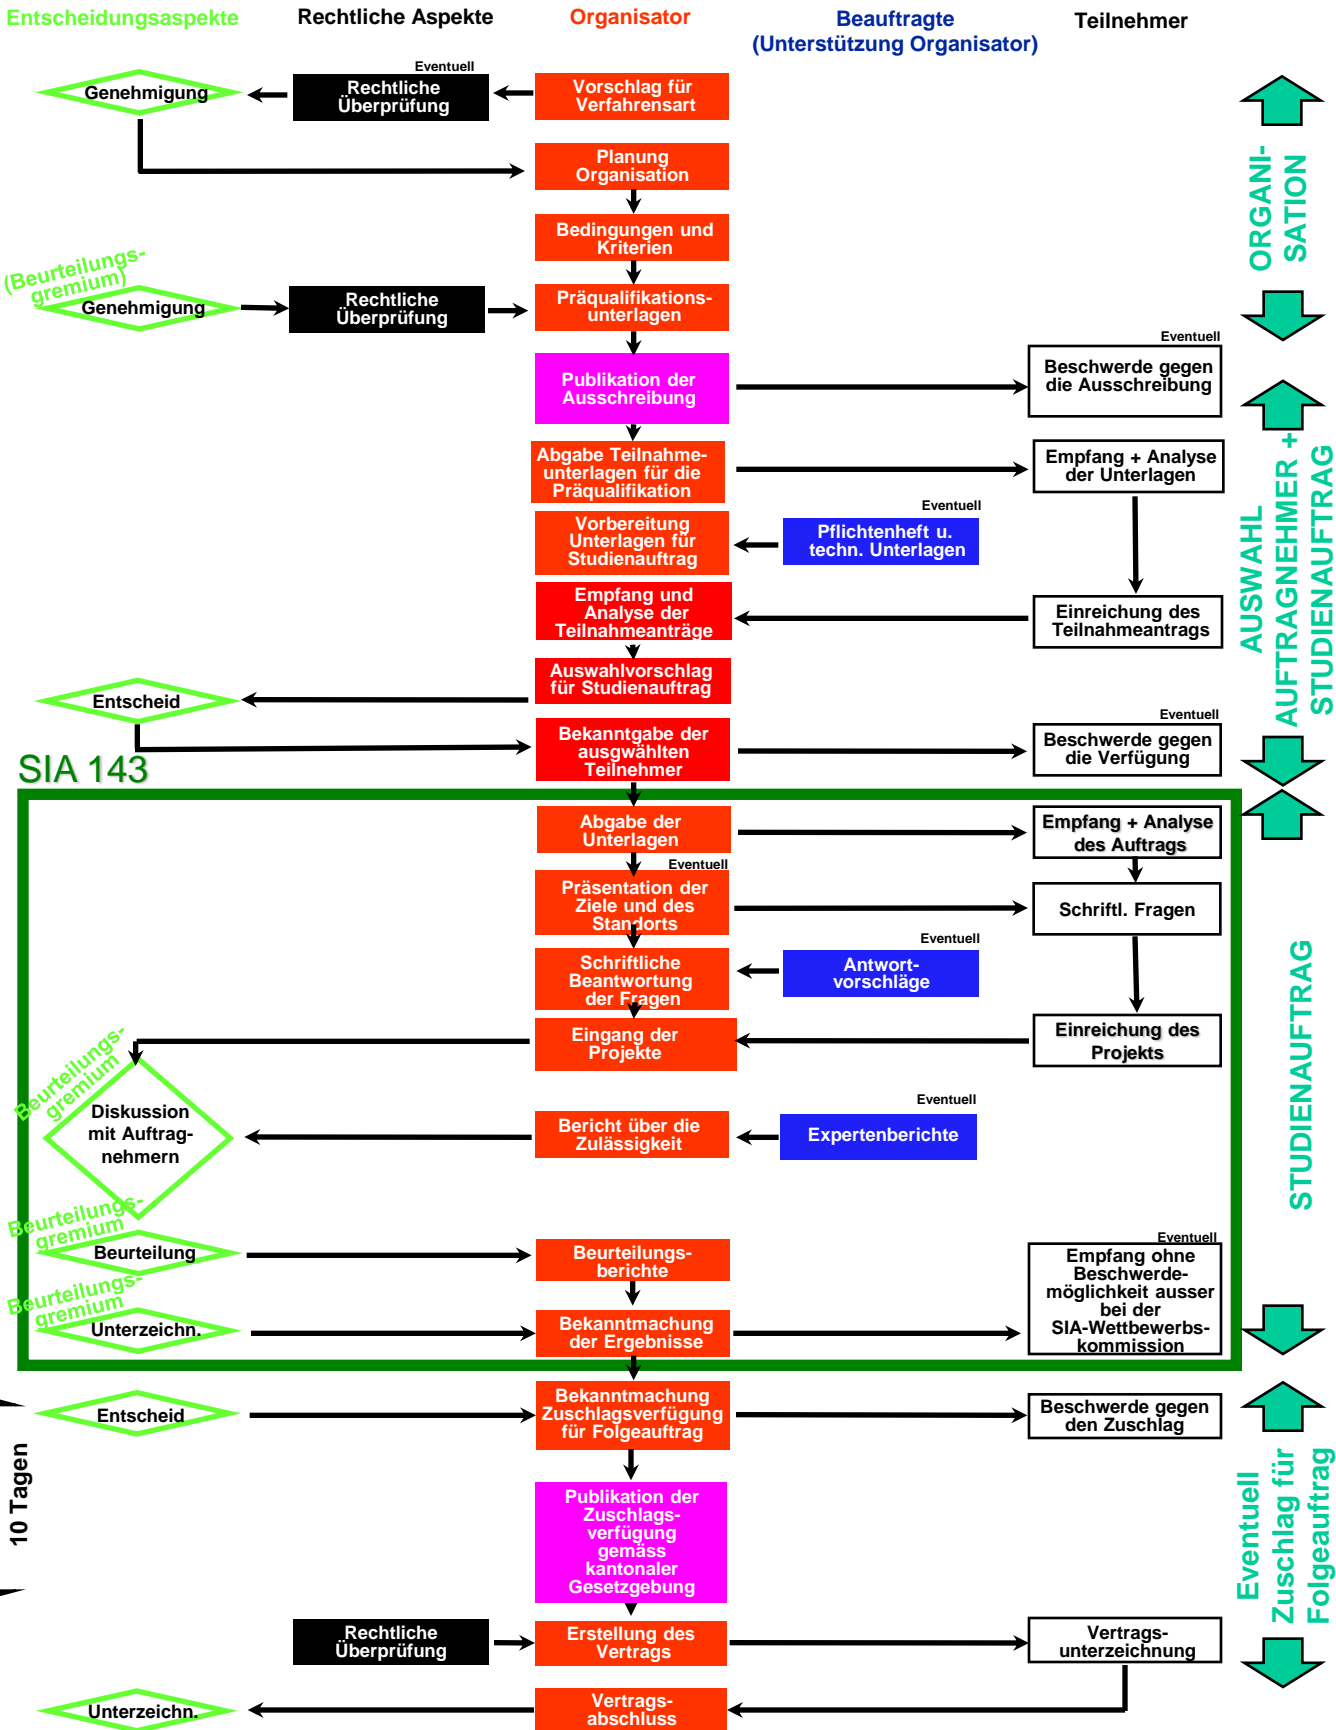 Entscheidungsaspekte
Rechtliche Aspekte
Organisator
Beauftragte
(Unterstützung Organisator)
Teilnehmer
Genehmigung
Eventuell
Rechtliche
Überprüfung
Vorschlag für
Verfahrensart
Planung
Organisation
Bedingungen und
Kriterien
(Beurteilungs-
gremium)
Genehmigung
Rechtliche
Überprüfung
Präqualifikations-
unterlagen
ORGANI-
SATION
Publikation der
Ausschreibung
Eventuell
Beschwerde gegen
die Ausschreibung
Abgabe Teilnahme-
unterlagen für die
Präqualifikation
Empfang + Analyse
der Unterlagen
Vorbereitung
Unterlagen für
Studienauftrag
Eventuell
Pflichtenheft u.
techn. Unterlagen
Empfang und
Analyse der
Teilnahmeanträge
Einreichung des
Teilnahmeantrags
Auswahlvorschlag
für Studienauftrag
Entscheid
Bekanntgabe der
ausgwählten
Teilnehmer
Eventuell
Beschwerde gegen
die Verfügung
AUSWAHL
AUFTRAGNEHMER +
STUDIENAUFTRAG
SIA 143
Abgabe der
Unterlagen
Empfang + Analyse
des Auftrags
Eventuell
Präsentation der
Ziele und des
Standorts
Schriftl. Fragen
Schriftliche
Beantwortung
der Fragen
Eventuell
Antwort-
vorschläge
Eingang der
Projekte
Einreichung des
Projekts
Beurteilungs-
gremium
Diskussion
mit Auftrag-
nehmern
Bericht über die
Zulässigkeit
Eventuell
Expertenberichte
Beurteilungs-
gremium
Beurteilung
Beurteilungs-
berichte
Beurteilungs-
gremium
Unterzeichn.
Bekanntmachung
der Ergebnisse
Eventuell
Empfang ohne
Beschwerde-
möglichkeit ausser
bei der
SIA-Wettbewerbs-
kommission
STUDIENAUFTRAG
Entscheid
Bekanntmachung
Zuschlagsverfügung
für Folgeauftrag
Beschwerde gegen
den Zuschlag
10 Tagen
Publikation der
Zuschlags-
verfügung
gemäss
kantonaler
Gesetzgebung
Eventuell
Zuschlag für
Folgeauftrag
Rechtliche
Überprüfung
Erstellung des
Vertrags
Vertrags-
unterzeichnung
Unterzeichn.
Vertrags-
abschluss